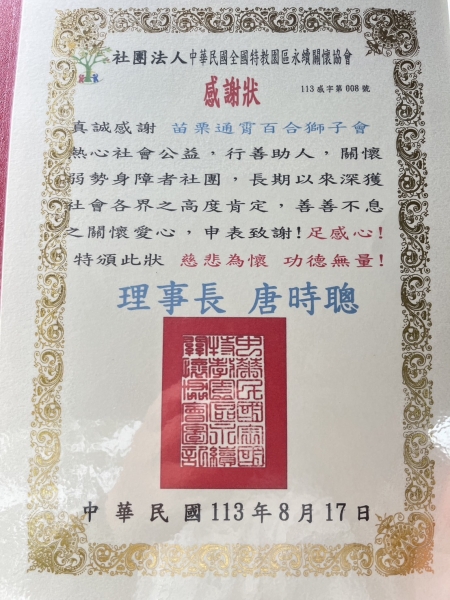 社團法人中華民國全國特教園區永續關懷協會
感謝狀
113感字第008號
真誠感謝 苗栗通霄百合獅子會
熱心社會公益，行善助人，關懷
弱勢身障者社團，長期以來深獲
社會各界之高度肯定，善善不息
之關懷愛心，申表致謝!足感心!
特頒此狀 慈悲為懷 功德無量!
理事長 唐時聰
中華民國113年8月17日